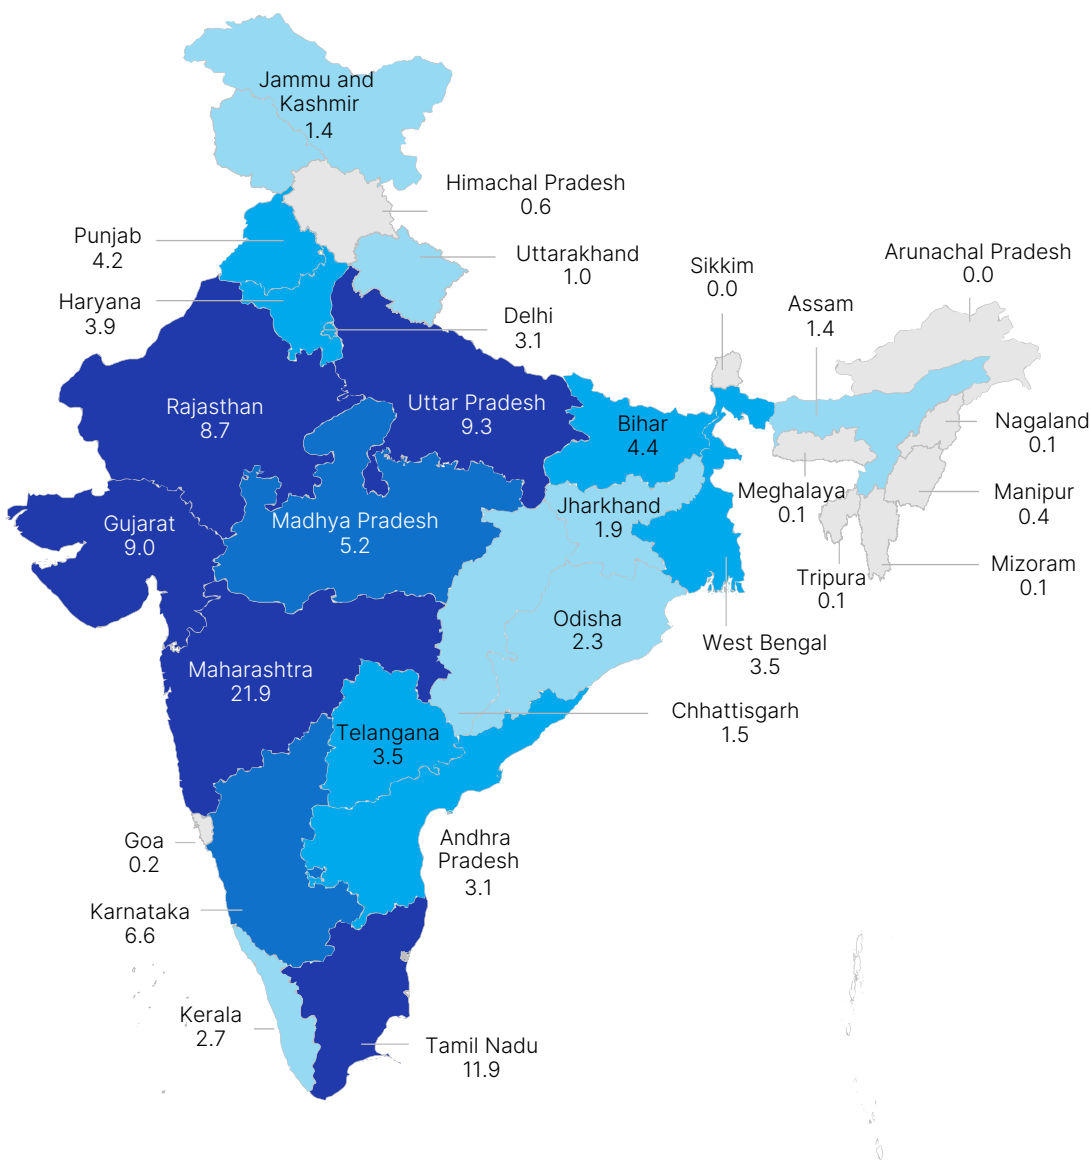 Jammu and
Kashmir
1.4
Himachal Pradesh
0.6
Punjab
4.2
Uttarakhand
1.0
Sikkim
0.0
Arunachal Pradesh
0.0
Haryana
3.9
Delhi
3.1
Assam
1.4
Rajasthan
8.7
Uttar Pradesh
9.3
Bihar
4.4
Nagaland
0.1
Gujarat
9.0
Madhya Pradesh
5.2
Jharkhand
1.9
Meghalaya
0.1
Manipur
0.4
Tripura
0.1
Mizoram
0.1
Odisha
2.3
West Bengal
3.5
Maharashtra
21.9
Chhattisgarh
1.5
Telangana
3.5
Goa
0.2
Andhra
Pradesh
3.1
Karnataka
6.6
Kerala
2.7
Tamil Nadu
11.9